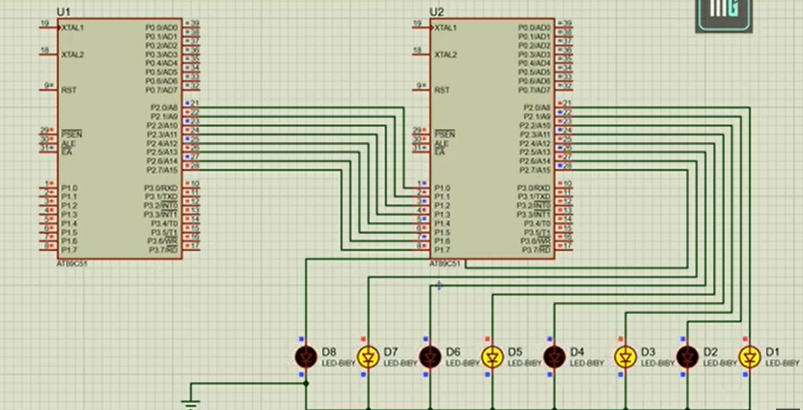 U1
19 XTAL1
18 XTAL2
9 RST
29 PSEN
30 ALE
31 EA
1 P1.0
2 P1.1
3 P1.2
4 P1.3
5 P1.4
6 P1.5
7 P1.6
8 P1.7
P0.0/AD0 39
P0.1/AD1 38
P0.2/AD2 37
P0.3/AD3 36
P0.4/AD4 35
P0.5/AD5 34
P0.6/AD6 33
P0.7/AD7 32
P2.0/A8 21
P2.1/A9 22
P2.2/A10 23
P2.3/A11 24
P2.4/A12 25
P2.5/A13 26
P2.6/A14 27
P2.7/A15 28
P3.0/RXD 10
P3.1/TXD 11
P3.2/INT0 12
P3.3/INT1 13
P3.4/T0 14
P3.5/T1 15
P3.6/WR 16
P3.7/RD 17
AT89C51
U2
19 XTAL1
18 XTAL2
9 RST
29 PSEN
30 ALE
31 EA
1 P1.0
2 P1.1
3 P1.2
4 P1.3
5 P1.4
6 P1.5
7 P1.6
8 P1.7
P0.0/AD0 39
P0.1/AD1 38
P0.2/AD2 37
P0.3/AD3 36
P0.4/AD4 35
P0.5/AD5 34
P0.6/AD6 33
P0.7/AD7 32
P2.0/A8 21
P2.1/A9 22
P2.2/A10 23
P2.3/A11 24
P2.4/A12 25
P2.5/A13 26
P2.6/A14 27
P2.7/A15 28
P3.0/RXD 10
P3.1/TXD 11
P3.2/INT0 12
P3.3/INT1 13
P3.4/T0 14
P3.5/T1 15
P3.6/WR 16
P3.7/RD 17
AT89C51
D8
LED-BIBY
D7
LED-BIBY
D6
LED-BIBY
D5
LED-BIBY
D4
LED-BIBY
D3
LED-BIBY
D2
LED-BIBY
D1
LED-BIBY